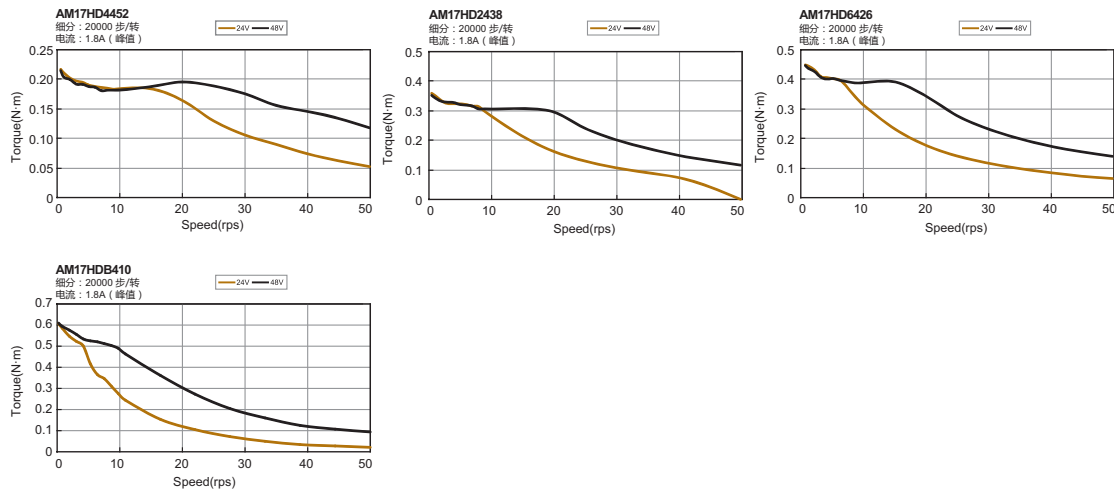 AM17HD4452
细分：20000 步/转
电流：1.8A（峰值）
24V 48V
0.25
0.20
0.15
0.10
0.05
0
Torque(N·m)
0 10 20 30 40 50
Speed(rps)
AM17HD2438
细分：20000 步/转
电流：1.8A（峰值）
24V 48V
0.5
0.4
0.3
0.2
0.1
0
Torque(N·m)
0 10 20 30 40 50
Speed(rps)
AM17HD6426
细分：20000 步/转
电流：1.8A（峰值）
24V 48V
0.5
0.4
0.3
0.2
0.1
0
Torque(N·m)
0 10 20 30 40 50
Speed(rps)
AM17HDB410
细分：20000 步/转
电流：1.8A（峰值）
24V 48V
0.7
0.6
0.5
0.4
0.3
0.2
0.1
0
Torque(N·m)
0 10 20 30 40 50
Speed(rps)